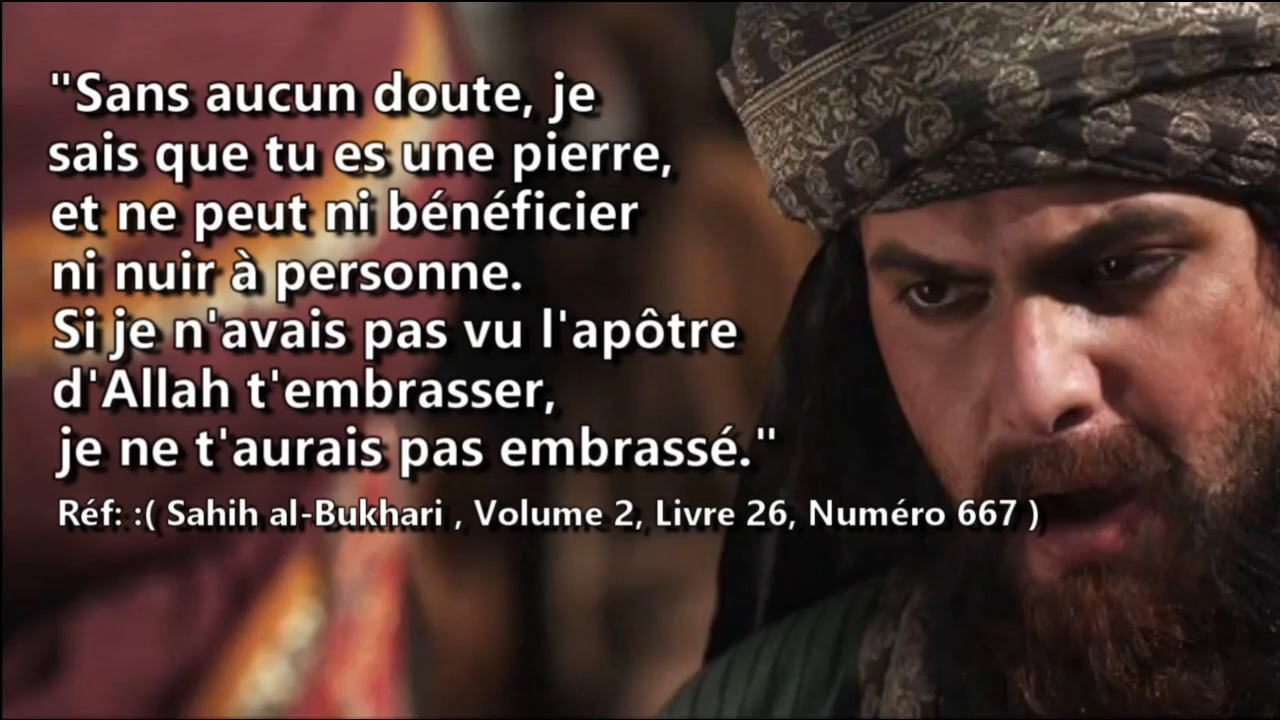 "Sans aucun doute, je
sais que tu es une pierre,
et ne peut ni bénéficier
ni nuir à personne.
Si je n'avais pas vu l'apôtre
d'Allah t'embrasser,
je ne t'aurais pas embrassé."
Réf: :( Sahih al-Bukhari , Volume 2, Livre 26, Numéro 667 )